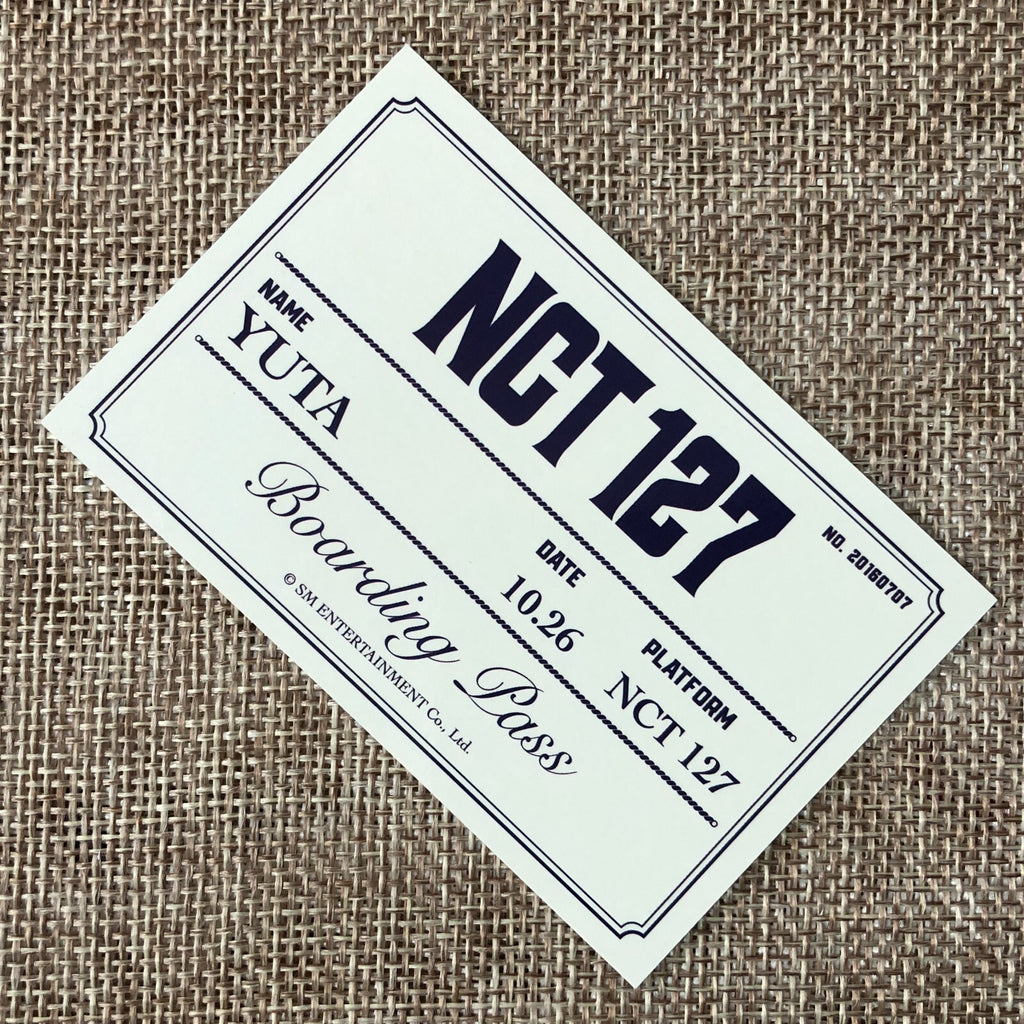 NO. 20160707
NCT 127
NAME DATE PLATFORM
YUTA 10.26 NCT 127
Boarding Pass
© SM ENTERTAINMENT Co., Ltd.